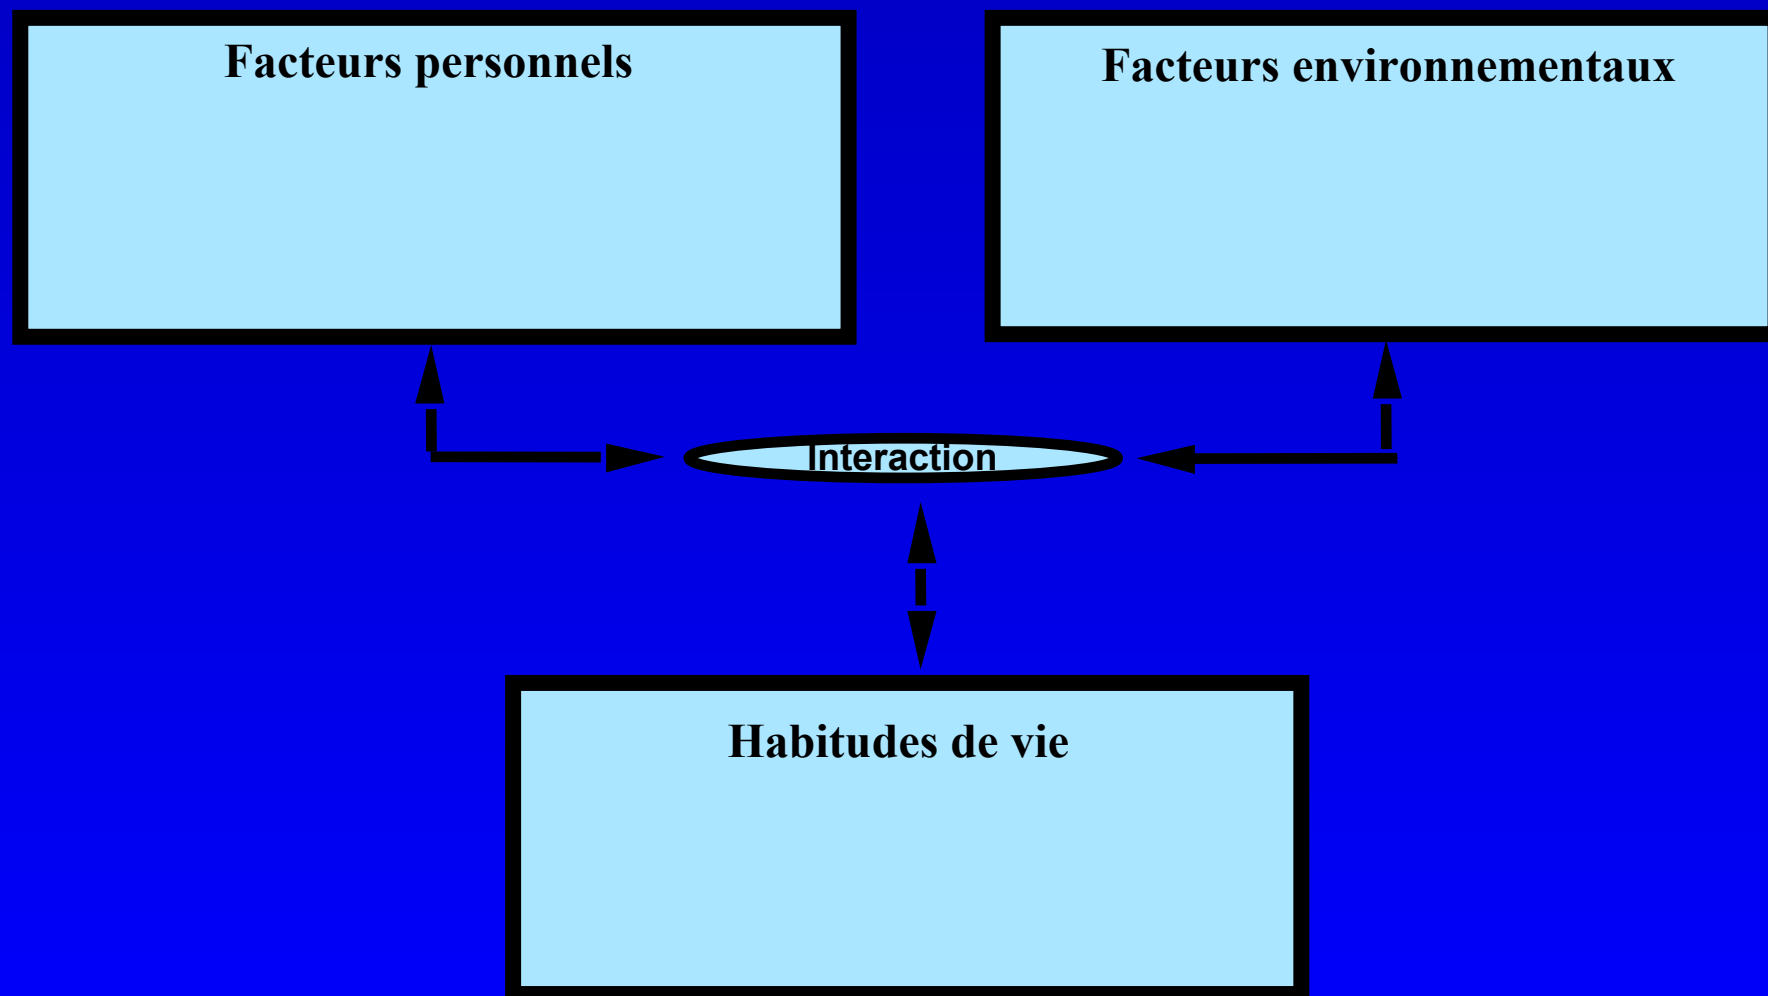 Facteurs personnels
Facteurs environnementaux
Interaction
Habitudes de vie